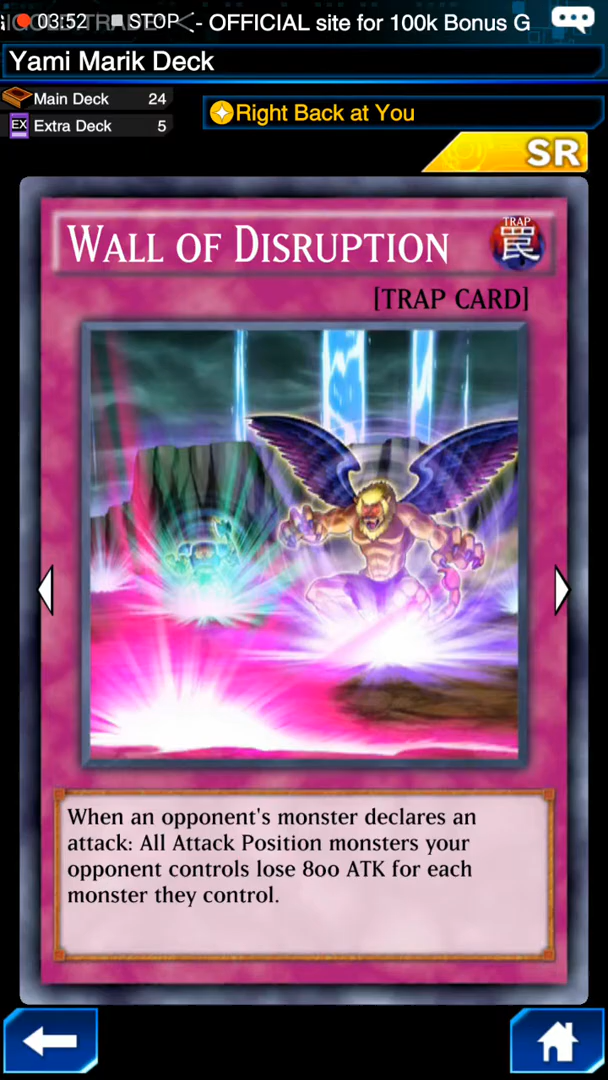 03:52 STOP - OFFICIAL site for 100k Bonus G
Yami Marik Deck
Main Deck 24
EX Extra Deck 5
Right Back at You
SR
WALL OF DISRUPTION
TRAP
罠
[TRAP CARD]
When an opponent's monster declares an
attack: All Attack Position monsters your
opponent controls lose 800 ATK for each
monster they control.